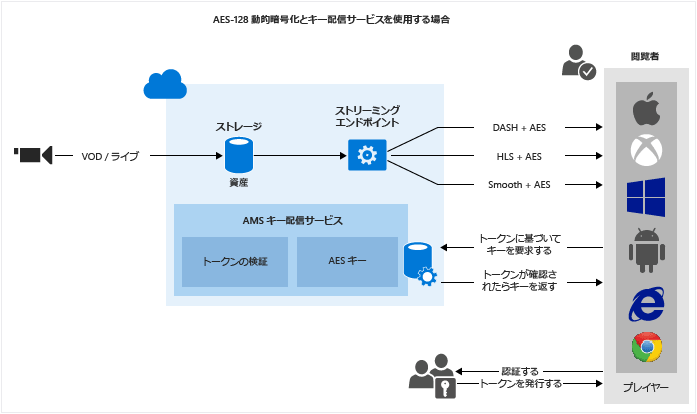 AES-128 動的暗号化とキー配信サービスを使用する場合
閲覧者
ストリーミング
エンドポイント
ストレージ
DASH + AES
VOD / ライブ
HLS + AES
資産
Smooth + AES
AMS キー配信サービス
トークンの検証
AES キー
トークンに基づいて
キーを要求する
トークンが確認さ
れたらキーを返す
認証する
トークンを発行する
プレイヤー